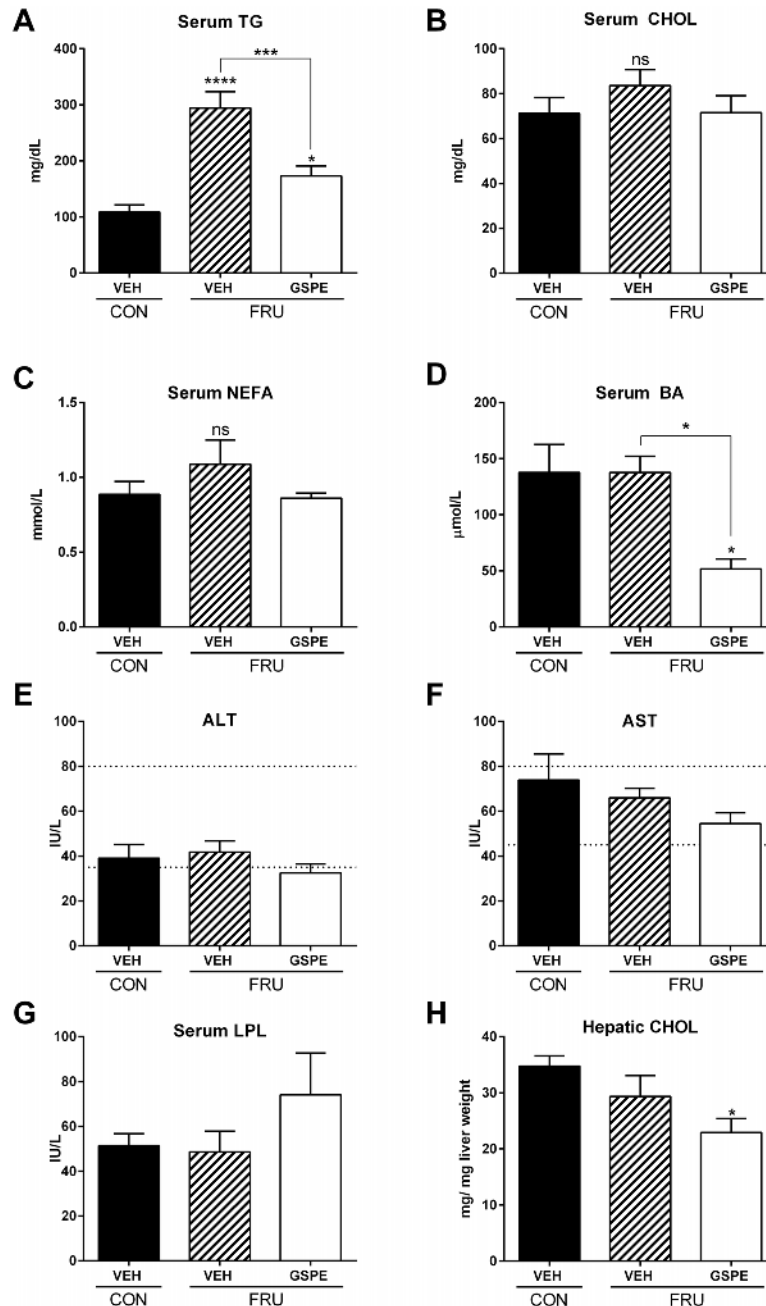 A
Serum TG
mg/dL
400
300
200
100
0
****
***
*
VEH VEH GSPE
CON FRU
B
Serum CHOL
mg/dL
100
80
60
40
20
0
ns
VEH VEH GSPE
CON FRU
C
Serum NEFA
mmol/L
1.5
1.0
0.5
0.0
ns
VEH VEH GSPE
CON FRU
D
Serum BA
μmol/L
200
150
100
50
0
*
*
VEH VEH GSPE
CON FRU
E
ALT
IU/L
100
80
60
40
20
0
VEH VEH GSPE
CON FRU
F
AST
IU/L
100
80
60
40
20
0
VEH VEH GSPE
CON FRU
G
Serum LPL
IU/L
100
80
60
40
20
0
VEH VEH GSPE
CON FRU
H
Hepatic CHOL
mg/ mg liver weight
40
30
20
10
0
*
VEH VEH GSPE
CON FRU